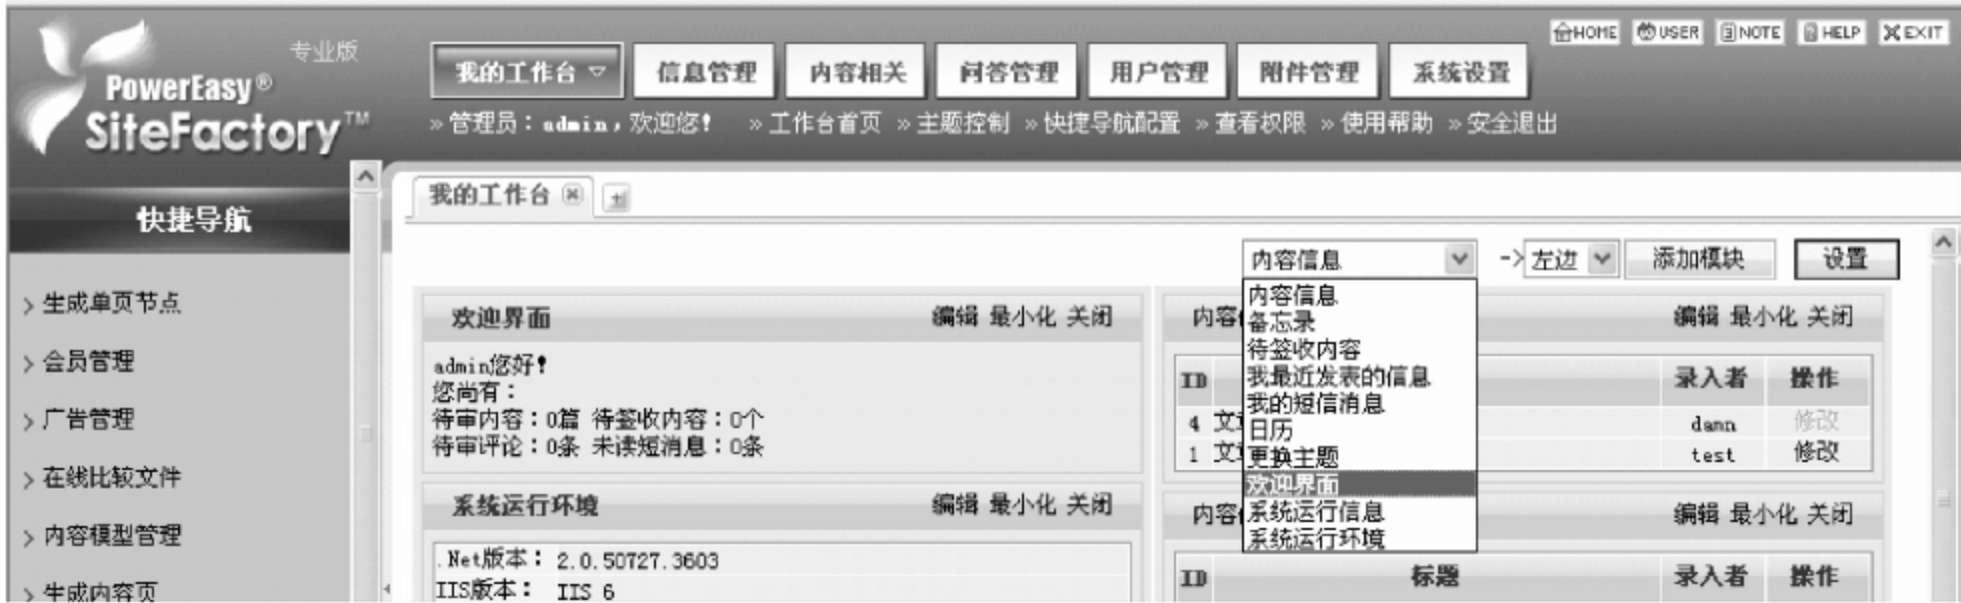 HOME USER NOTE HELP EXIT
专业版
PowerEasy®
SiteFactory™
我的工作台 信息管理 内容相关 问答管理 用户管理 附件管理 系统设置
»管理员：admin，欢迎您！ »工作台首页 »主题控制 »快捷导航配置 »查看权限 »使用帮助 »安全退出
快捷导航
> 生成单页节点
> 会员管理
> 广告管理
> 在线比较文件
> 内容模型管理
> 生成内容页
我的工作台
内容信息 -> 左边 添加模块 设置
内容信息
备忘录
待签收内容
我最近发表的信息
我的短信消息
日历
更换主题
欢迎界面
系统运行信息
系统运行环境
欢迎界面 编辑 最小化 关闭
admin您好！
您尚有：
待审内容：0篇 待签收内容：0个
待审评论：0条 未读短消息：0条
系统运行环境 编辑 最小化 关闭
.Net版本： 2.0.50727.3603
IIS版本： IIS 6
内容 编辑 最小化 关闭
ID 录入者 操作
4 文 damn 修改
1 文 test 修改
内容 编辑 最小化 关闭
ID 标题 录入者 操作